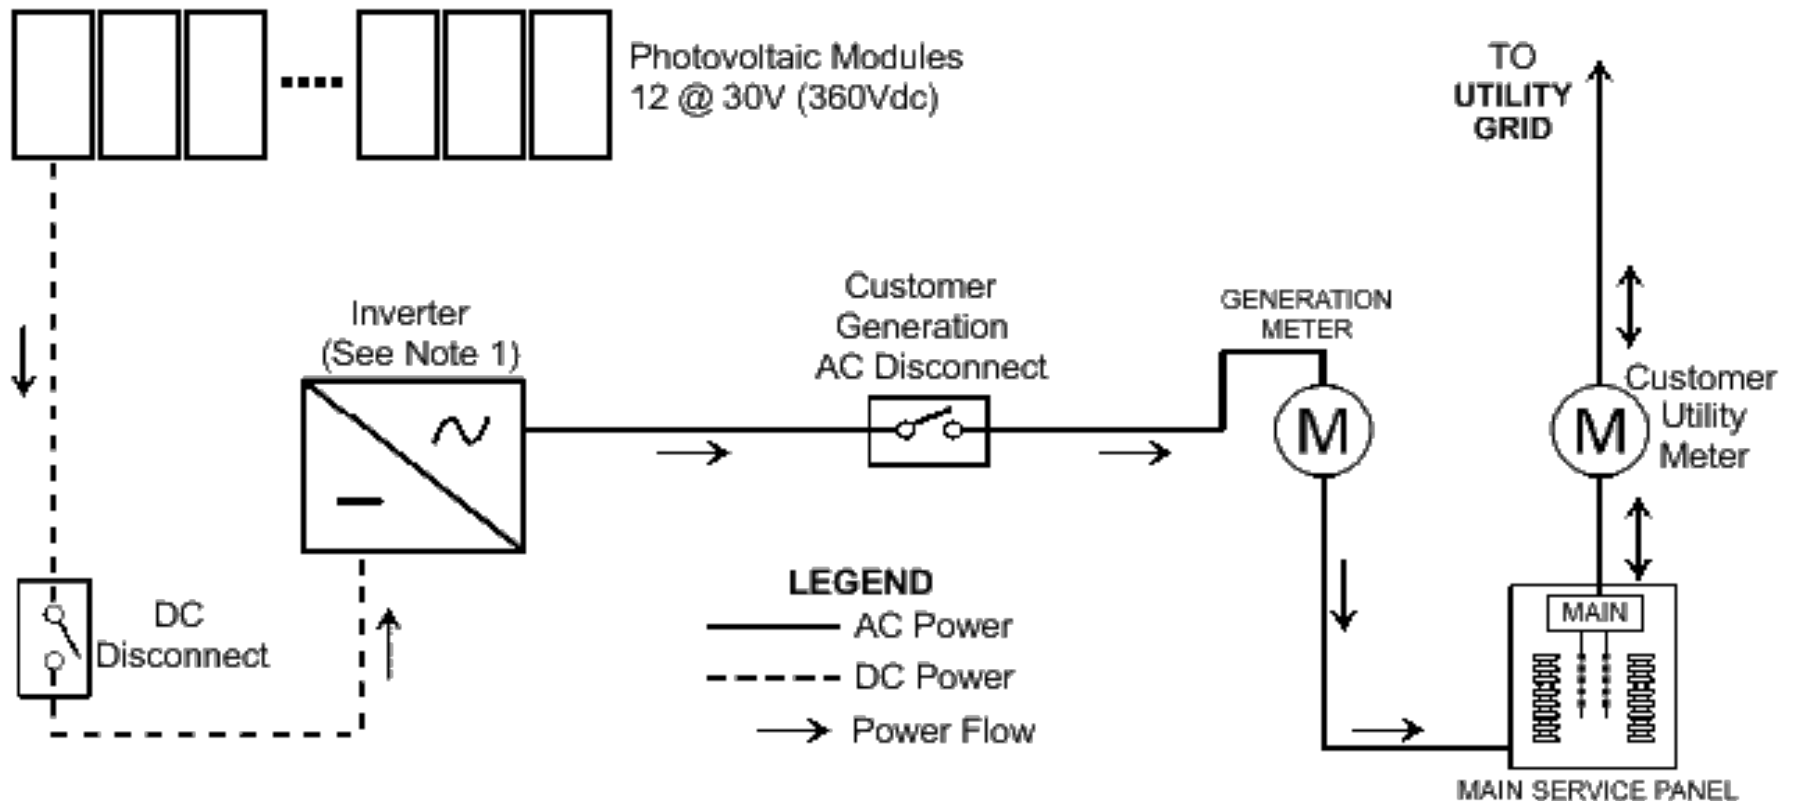 Photovoltaic Modules
12 @ 30V (360Vdc)
TO
UTILITY
GRID
Inverter
(See Note 1)
Customer
Generation
AC Disconnect
GENERATION
METER
M
M
Customer
Utility
Meter
DC
Disconnect
LEGEND
AC Power
DC Power
Power Flow
MAIN
MAIN SERVICE PANEL